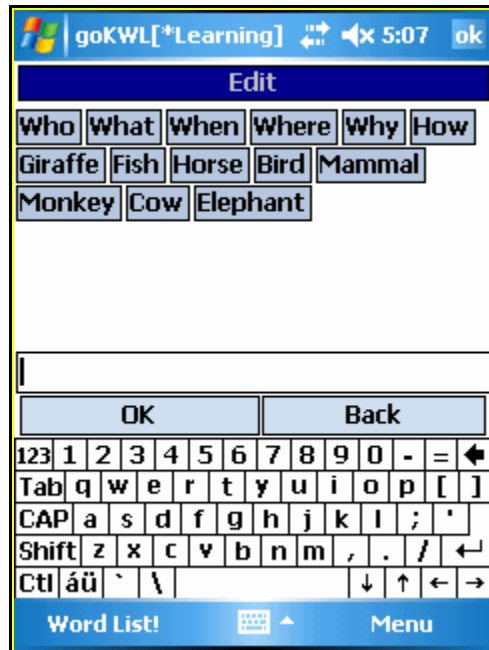 goKWL[*Learning] 5:07 ok
Edit
Who What When Where Why How
Giraffe Fish Horse Bird Mammal
Monkey Cow Elephant
OK Back
123 1 2 3 4 5 6 7 8 9 0 - = 🡄
Tab q w e r t y u i o p [ ]
CAP a s d f g h j k l ; '
Shift z x c v b n m , . / ↵
Ctl áü ` \ ↓ ↑ ← →
Word List! Menu